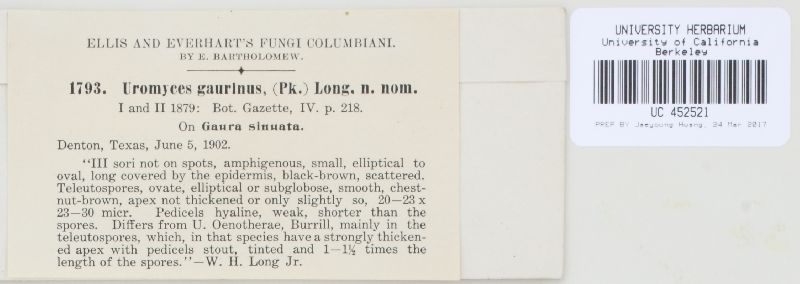 ELLIS AND EVERHART'S FUNGI COLUMBIANI.
BY E. BARTHOLOMEW.
1793. Uromyces gaurinus, (Pk.) Long. n. nom.
I and II 1879: Bot. Gazette, IV. p. 218.
On Gaura sinuata.
Denton, Texas, June 5, 1902.
"III sori not on spots, amphigenous, small, elliptical to
oval, long covered by the epidermis, black-brown, scattered.
Teleutospores, ovate, elliptical or subglobose, smooth, chest-
nut-brown, apex not thickened or only slightly so, 20—23 x
23—30 micr. Pedicels hyaline, weak, shorter than the
spores. Differs from U. Oenotherae, Burrill, mainly in the
teleutospores, which, in that species have a strongly thicken-
ed apex with pedicels stout, tinted and 1—1½ times the
length of the spores."—W. H. Long Jr.
UNIVERSITY HERBARIUM
University of California
Berkeley
UC 452521
PREP BY Jaeyoung Huang, 24 Mar 2017